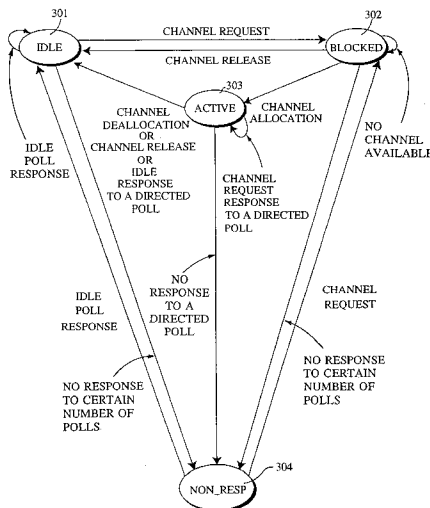 301
IDLE
CHANNEL REQUEST
CHANNEL RELEASE
302
BLOCKED
303
ACTIVE
CHANNEL
ALLOCATION
NO
CHANNEL
AVAILABLE
IDLE
POLL
RESPONSE
CHANNEL
DEALLOCATION
OR
CHANNEL RELEASE
OR
IDLE
RESPONSE
TO A DIRECTED POLL
CHANNEL
REQUEST
RESPONSE
TO A DIRECTED
POLL
NO
RESPONSE
TO A
DIRECTED
POLL
IDLE
POLL
RESPONSE
CHANNEL
REQUEST
NO RESPONSE
TO CERTAIN
NUMBER OF
POLLS
NO RESPONSE
TO CERTAIN
NUMBER OF
POLLS
NON_RESP
304